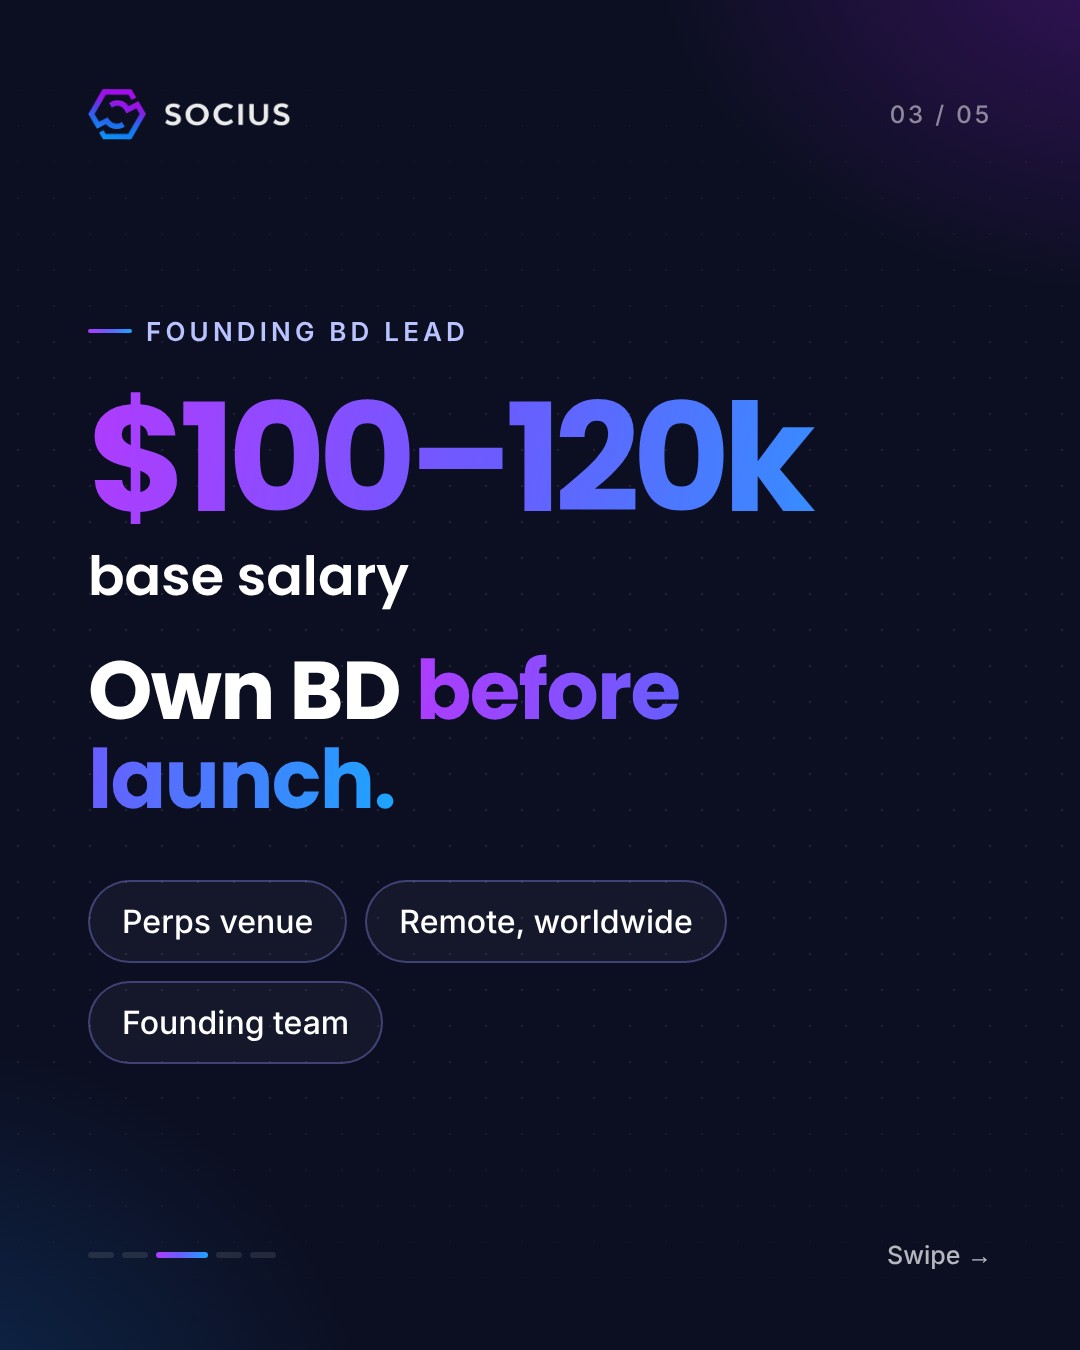 SOCIUS
03 / 05
FOUNDING BD LEAD
$100–120k
base salary
Own BD before
launch.
Perps venue
Remote, worldwide
Founding team
Swipe →